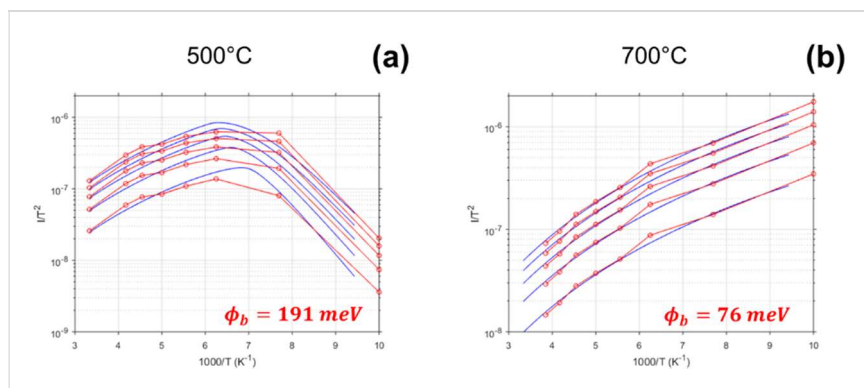 500°C
(a)
10⁻⁶
10⁻⁷
10⁻⁸
10⁻⁹
I/T²
3 4 5 6 7 8 9 10
1000/T (K⁻¹)
ϕ_b = 191 meV
700°C
(b)
10⁻⁶
10⁻⁷
10⁻⁸
I/T²
3 4 5 6 7 8 9 10
1000/T (K⁻¹)
ϕ_b = 76 meV